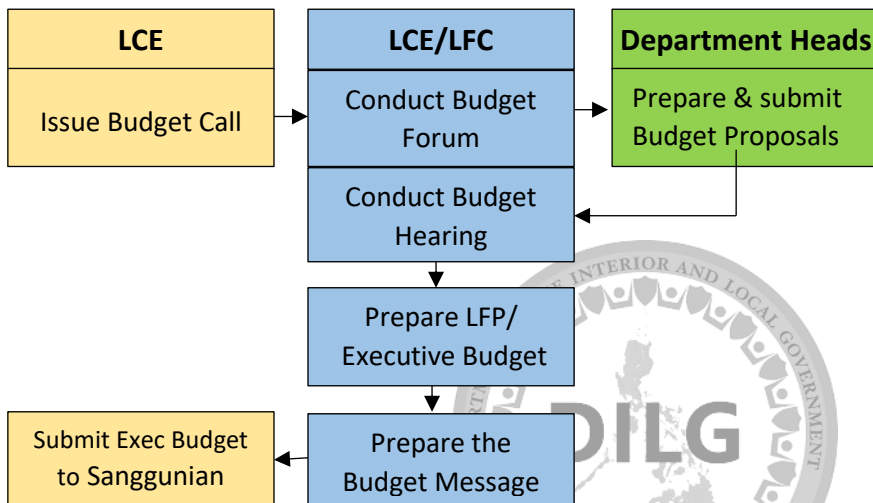 LCE
Issue Budget Call
LCE/LFC
Conduct Budget
Forum
Department Heads
Prepare & submit
Budget Proposals
Conduct Budget
Hearing
Prepare LFP/
Executive Budget
Prepare the
Budget Message
Submit Exec Budget
to Sanggunian
INTERIOR AND LOCAL GOVERNMENT
DILG